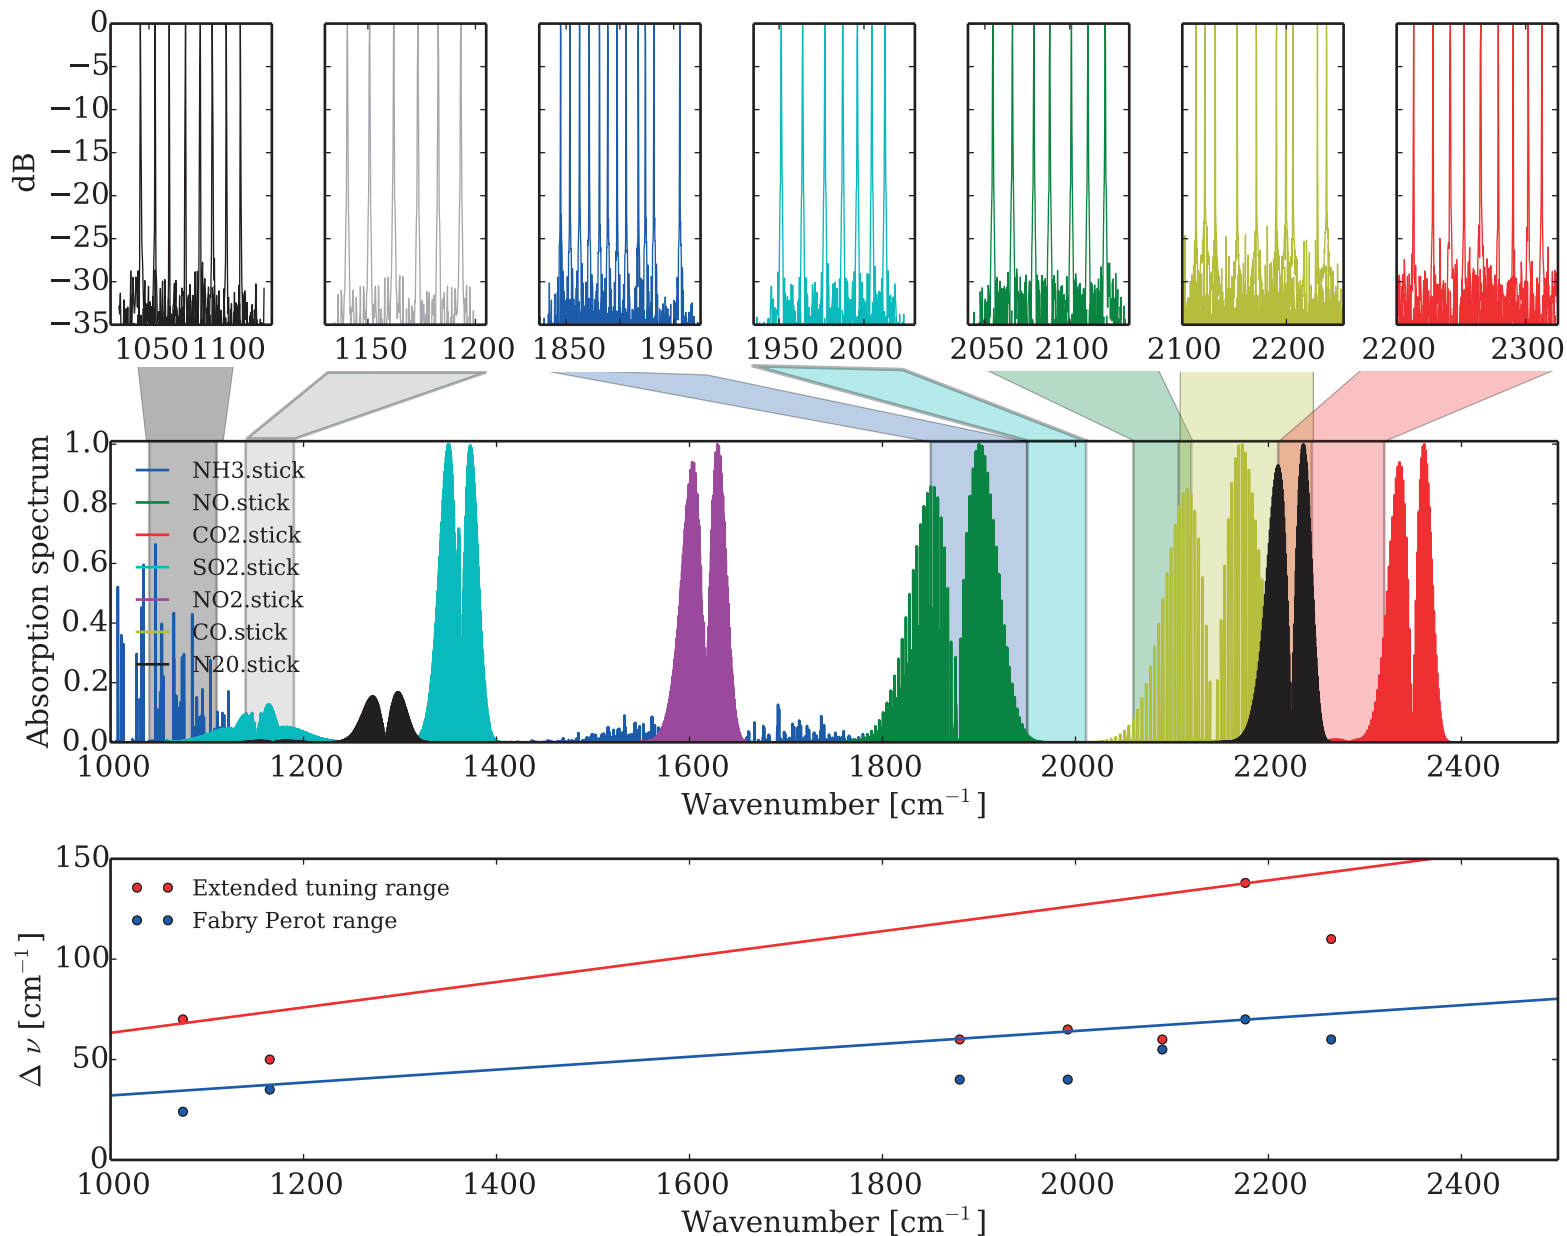 0
−5
−10
−15
−20
−25
−30
−35
dB
1050 1100
1150 1200
1850 1950
1950 2000
2050 2100
2100 2200
2200 2300
1.0
0.8
0.6
0.4
0.2
0.0
Absorption spectrum
NH3.stick
NO.stick
CO2.stick
SO2.stick
NO2.stick
CO.stick
N20.stick
1000 1200 1400 1600 1800 2000 2200 2400
Wavenumber [cm⁻¹]
150
100
50
0
Δ ν [cm⁻¹]
Extended tuning range
Fabry Perot range
1000 1200 1400 1600 1800 2000 2200 2400
Wavenumber [cm⁻¹]